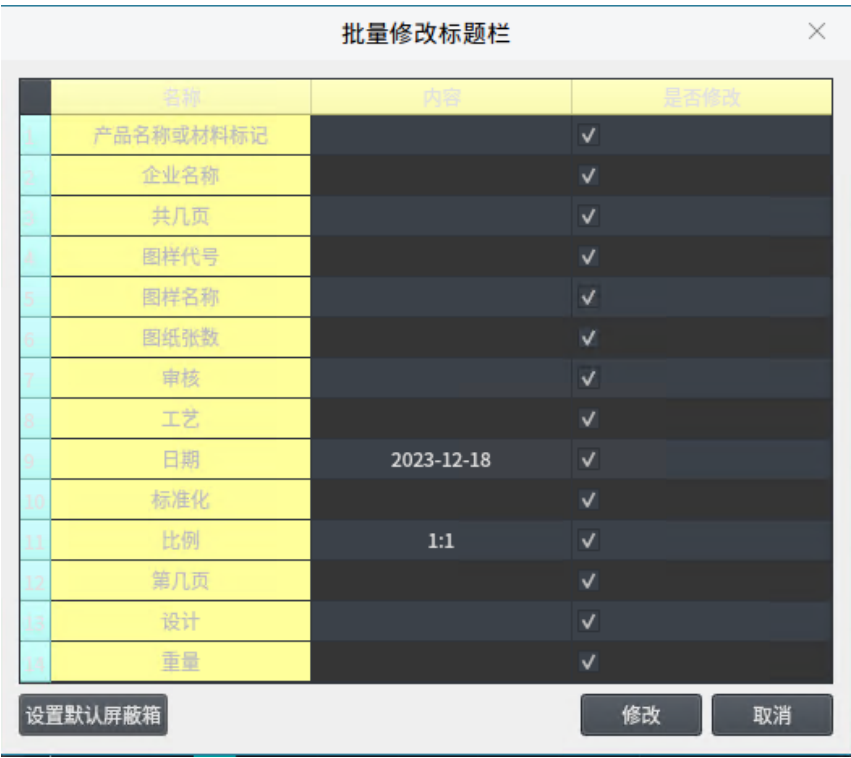 批量修改标题栏
名称 内容 是否修改
1 产品名称或材料标记
2 企业名称
3 共几页
4 图样代号
5 图样名称
6 图纸张数
7 审核
8 工艺
9 日期 2023-12-18
10 标准化
11 比例 1:1
12 第几页
13 设计
14 重量
设置默认屏蔽箱 修改 取消